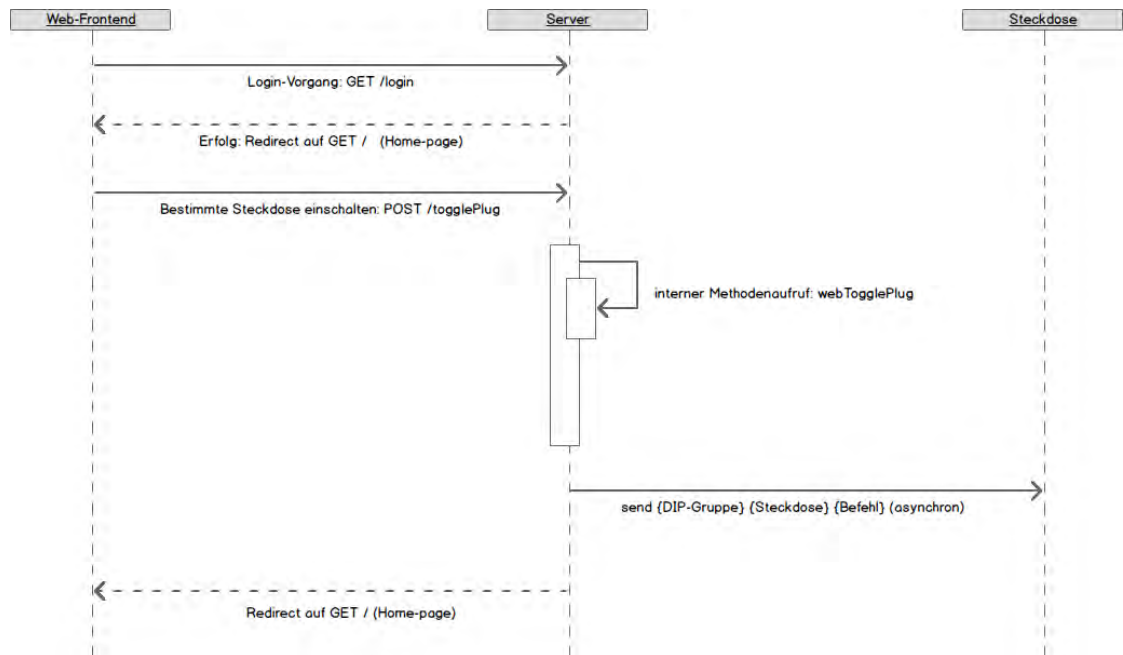 Web-Frontend
Server
Steckdose
Login-Vorgang: GET /login
Erfolg: Redirect auf GET / (Home-page)
Bestimmte Steckdose einschalten: POST /togglePlug
interner Methodenaufruf: webTogglePlug
send {DIP-Gruppe} {Steckdose} {Befehl} (asynchron)
Redirect auf GET / (Home-page)